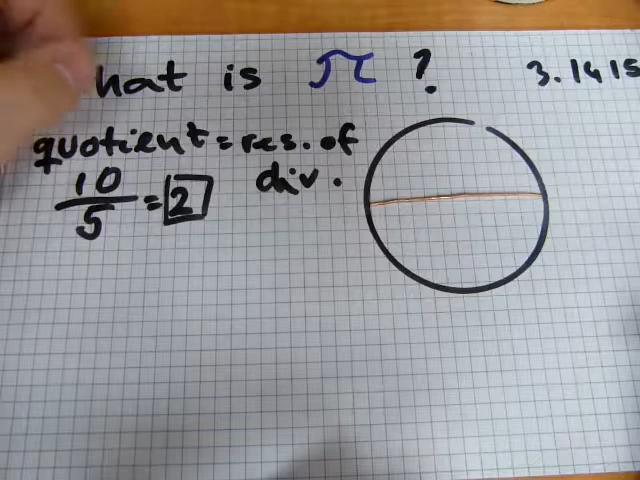 hat is π ?
3.1415
quotient = res. of
div.
10
5
= 2